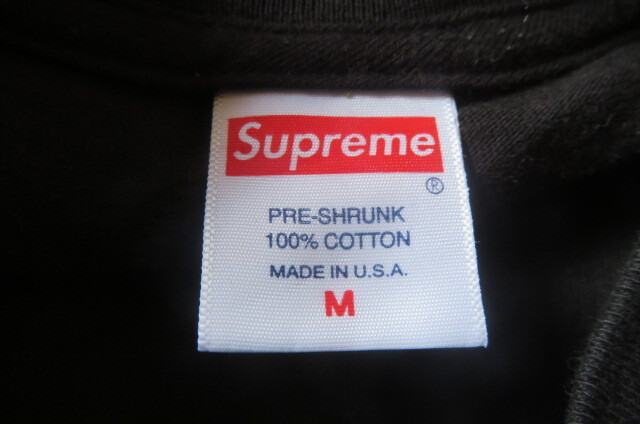 Supreme
®
PRE-SHRUNK
100% COTTON
MADE IN U.S.A.
M